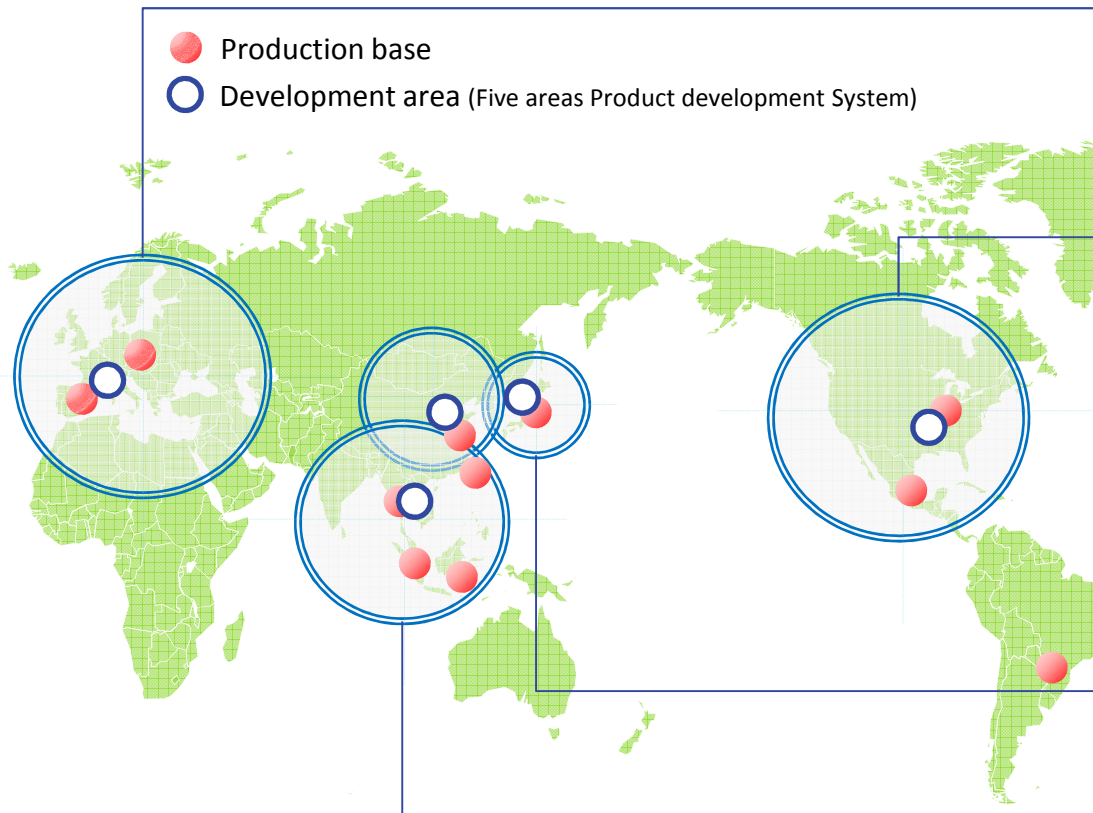 Production base
Development area (Five areas Product development System)